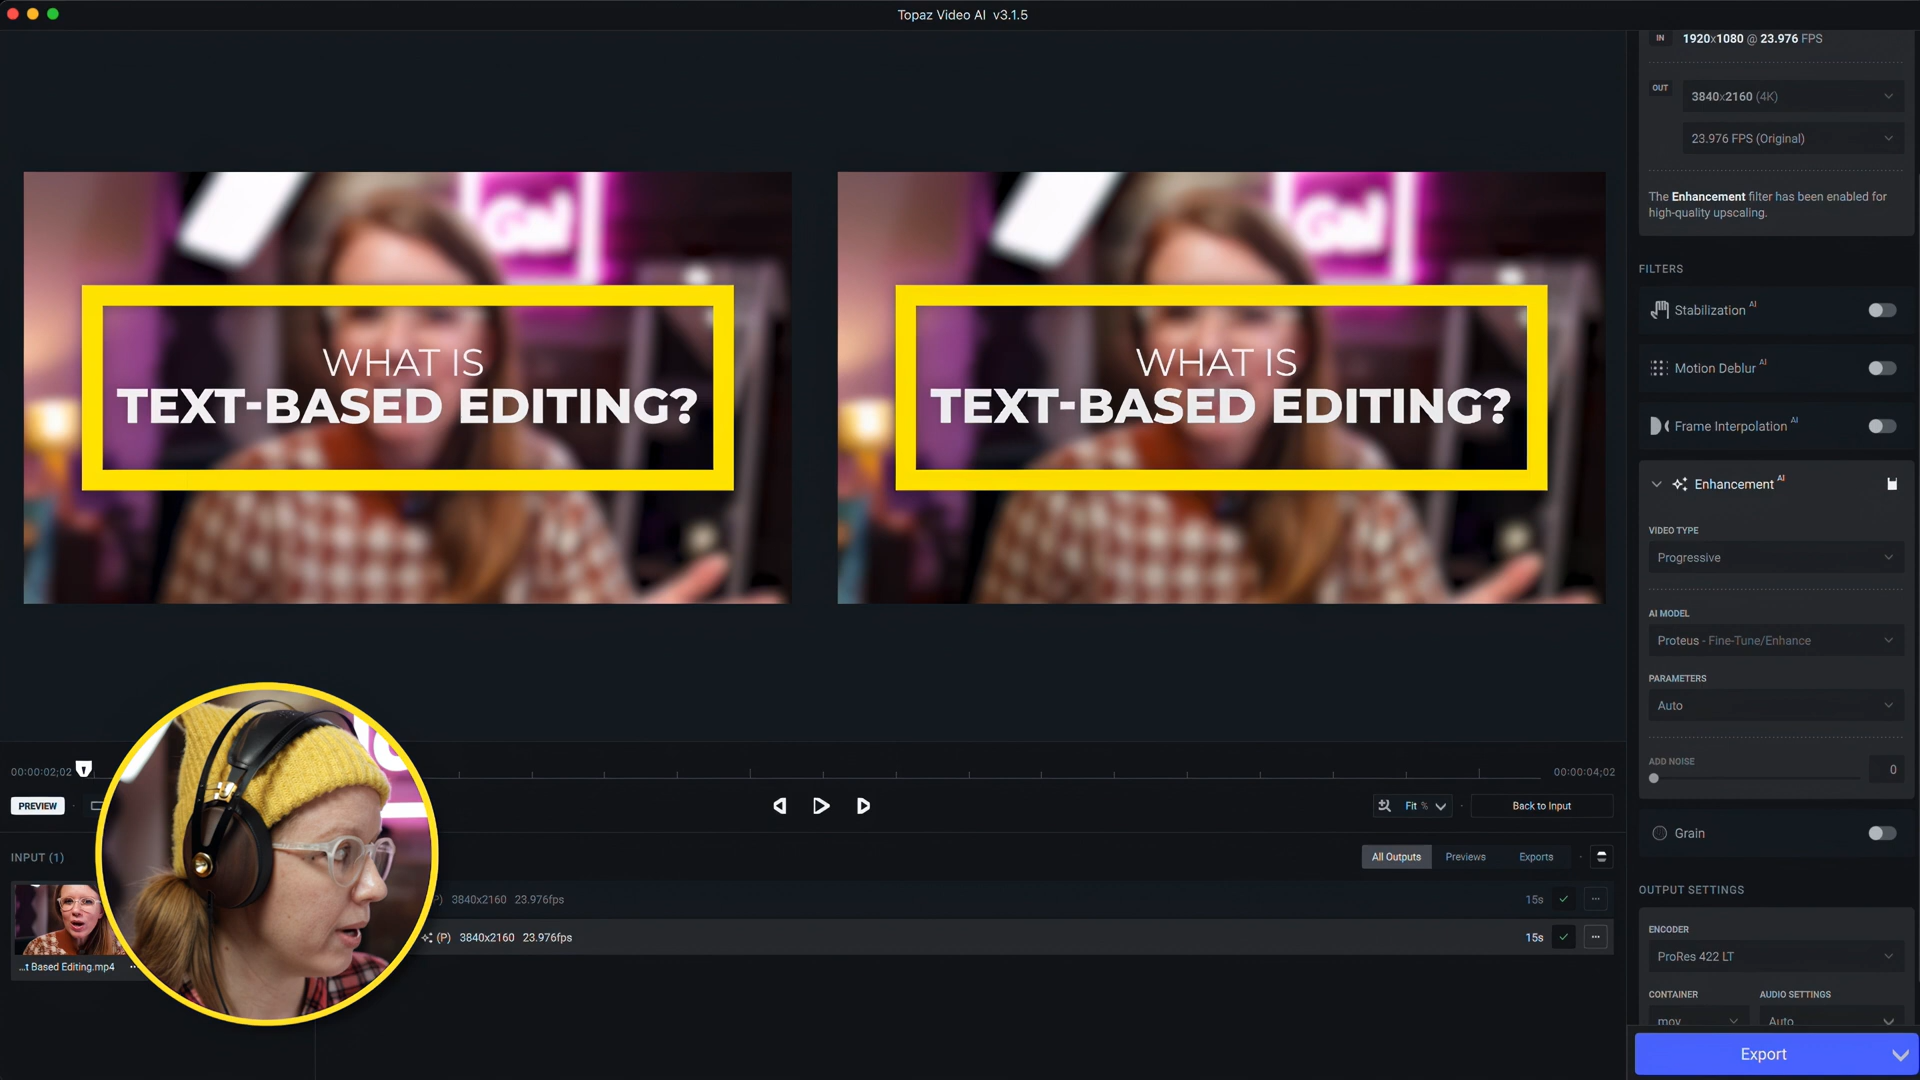 Topaz Video AI v3.1.5
IN 1920x1080 @ 23.976 FPS
OUT 3840x2160 (4K)
23.976 FPS (Original)
The Enhancement filter has been enabled for
high-quality upscaling.
FILTERS
Stabilization AI
Motion Deblur AI
Frame Interpolation AI
Enhancement AI
VIDEO TYPE
Progressive
AI MODEL
Proteus - Fine-Tune/Enhance
PARAMETERS
Auto
ADD NOISE
0
Grain
OUTPUT SETTINGS
ENCODER
ProRes 422 LT
CONTAINER AUDIO SETTINGS
mov Auto
Export
WHAT IS
TEXT-BASED EDITING?
WHAT IS
TEXT-BASED EDITING?
00:00:02;02
00:00:04;02
PREVIEW
Fit %
Back to Input
INPUT (1)
All Outputs Previews Exports
3840x2160 23.976fps 15s
(P) 3840x2160 23.976fps 15s
...t Based Editing.mp4